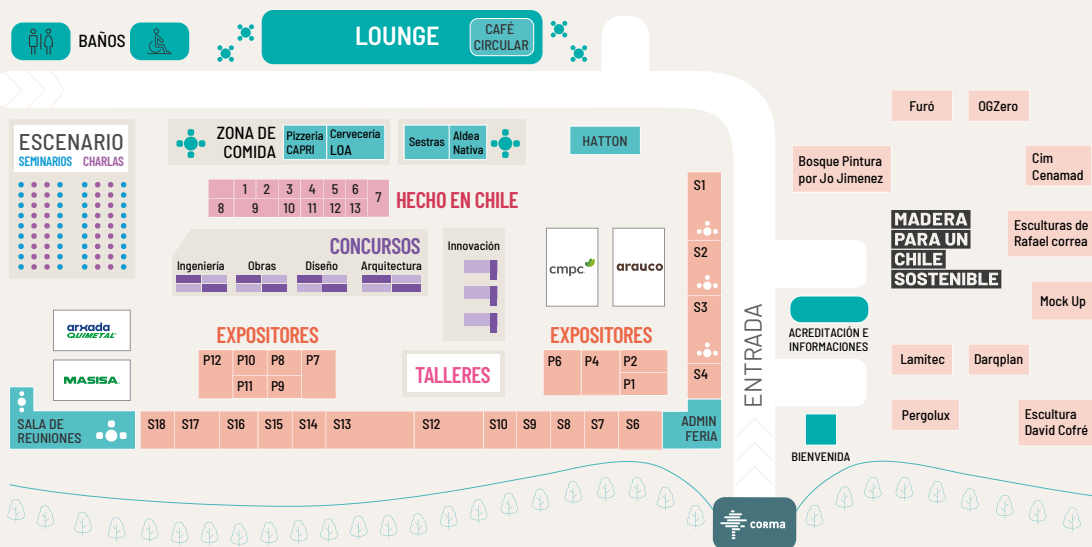 BAÑOS
LOUNGE
CAFÉ
CIRCULAR
ESCENARIO
SEMINARIOS CHARLAS
ZONA DE
COMIDA
Pizzeria
CAPRI
Cervecería
LOA
Sestras
Aldea
Nativa
HATTON
1 2 3 4 5 6 7
8 9 10 11 12 13
HECHO EN CHILE
CONCURSOS
Ingeniería Obras Diseño Arquitectura
Innovación
cmpc
arauco
S1
S2
S3
S4
arxada
QUIMETAL
MASISA
EXPOSITORES
P12 P10 P8 P7
P11 P9
TALLERES
EXPOSITORES
P6 P4 P2
P1
SALA DE
REUNIONES
S18 S17 S16 S15 S14 S13 S12 S10 S9 S8 S7 S6
ADMIN
FERIA
ENTRADA
ACREDITACIÓN E
INFORMACIONES
BIENVENIDA
corma
Furó
OGZero
Bosque Pintura
por Jo Jimenez
Cim
Cenamad
MADERA
PARA UN
CHILE
SOSTENIBLE
Esculturas de
Rafael correa
Mock Up
Lamitec
Darqplan
Pergolux
Escultura
David Cofré